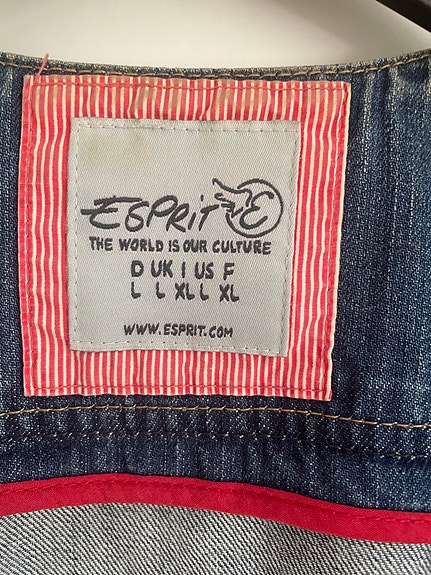 ESPRIT E
THE WORLD IS OUR CULTURE
D UK I US F
L L XL L XL
WWW.ESPRIT.COM